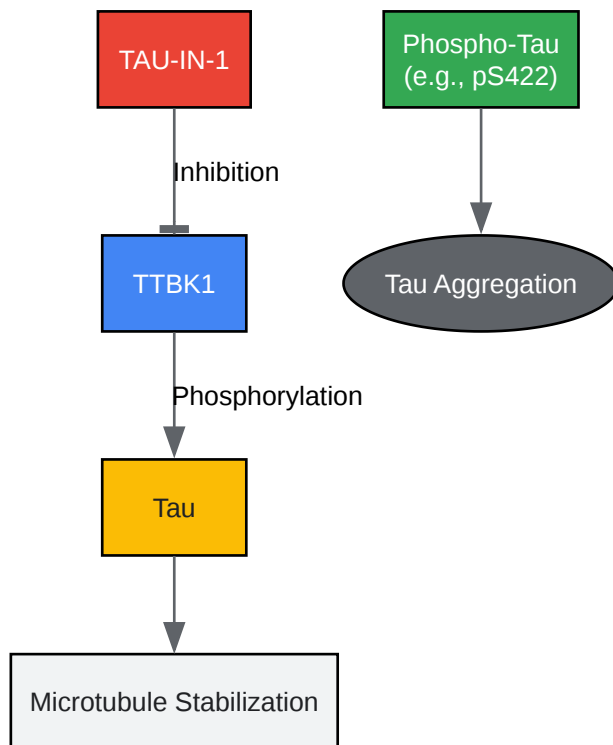 TAU-IN-1
Phospho-Tau
(e.g., pS422)
Inhibition
TTBK1
Tau Aggregation
Phosphorylation
Tau
Microtubule Stabilization